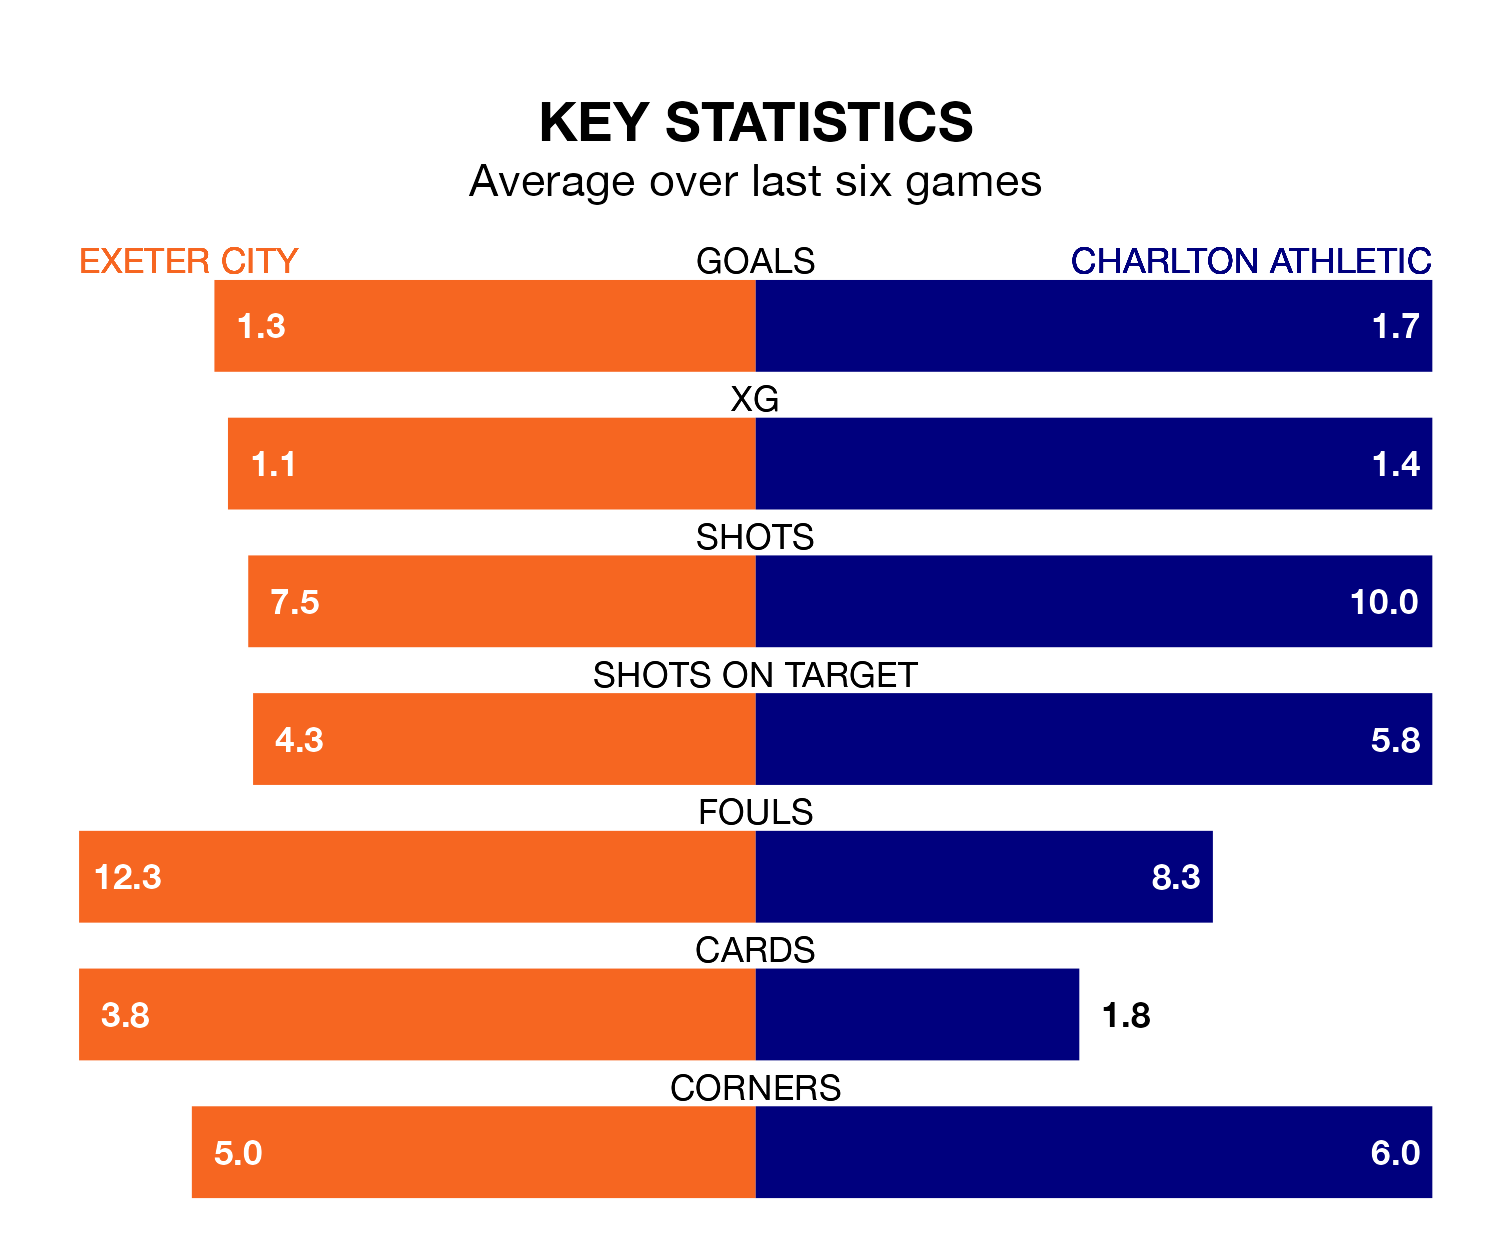 KEY STATISTICS
Average over last six games
EXETER CITY GOALS CHARLTON ATHLETIC
1.3 1.7
XG
1.1 1.4
SHOTS
7.5 10.0
SHOTS ON TARGET
4.3 5.8
FOULS
12.3 8.3
CARDS
3.8 1.8
CORNERS
5.0 6.0